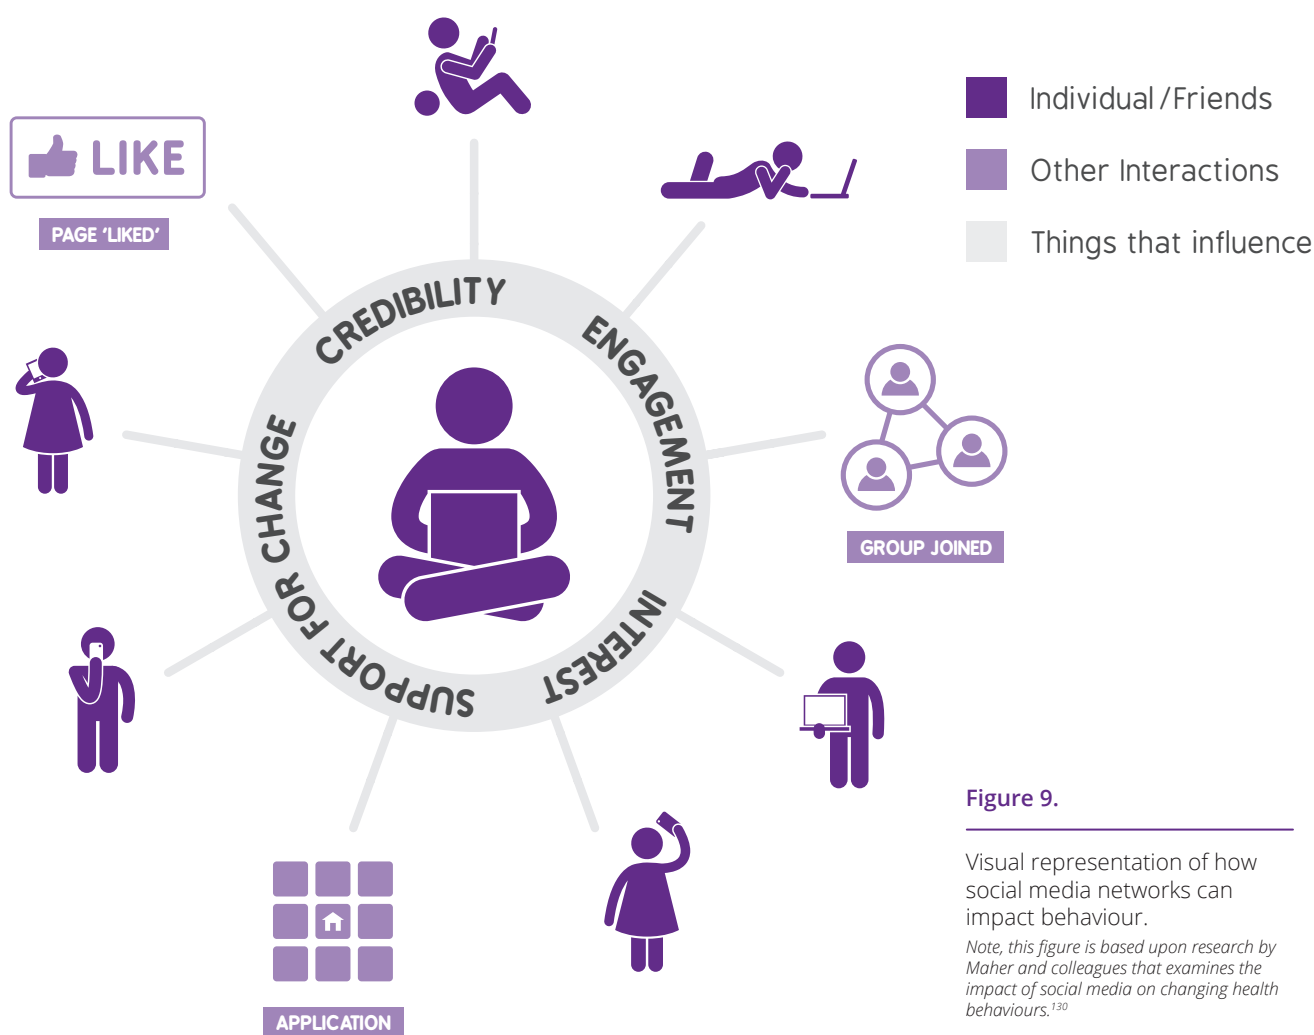 LIKE
PAGE 'LIKED'
Individual/Friends
Other Interactions
Things that influence
CREDIBILITY
ENGAGEMENT
INTEREST
SUPPORT FOR CHANGE
GROUP JOINED
APPLICATION
Figure 9.
Visual representation of how
social media networks can
impact behaviour.
Note, this figure is based upon research by
Maher and colleagues that examines the
impact of social media on changing health
behaviours.130